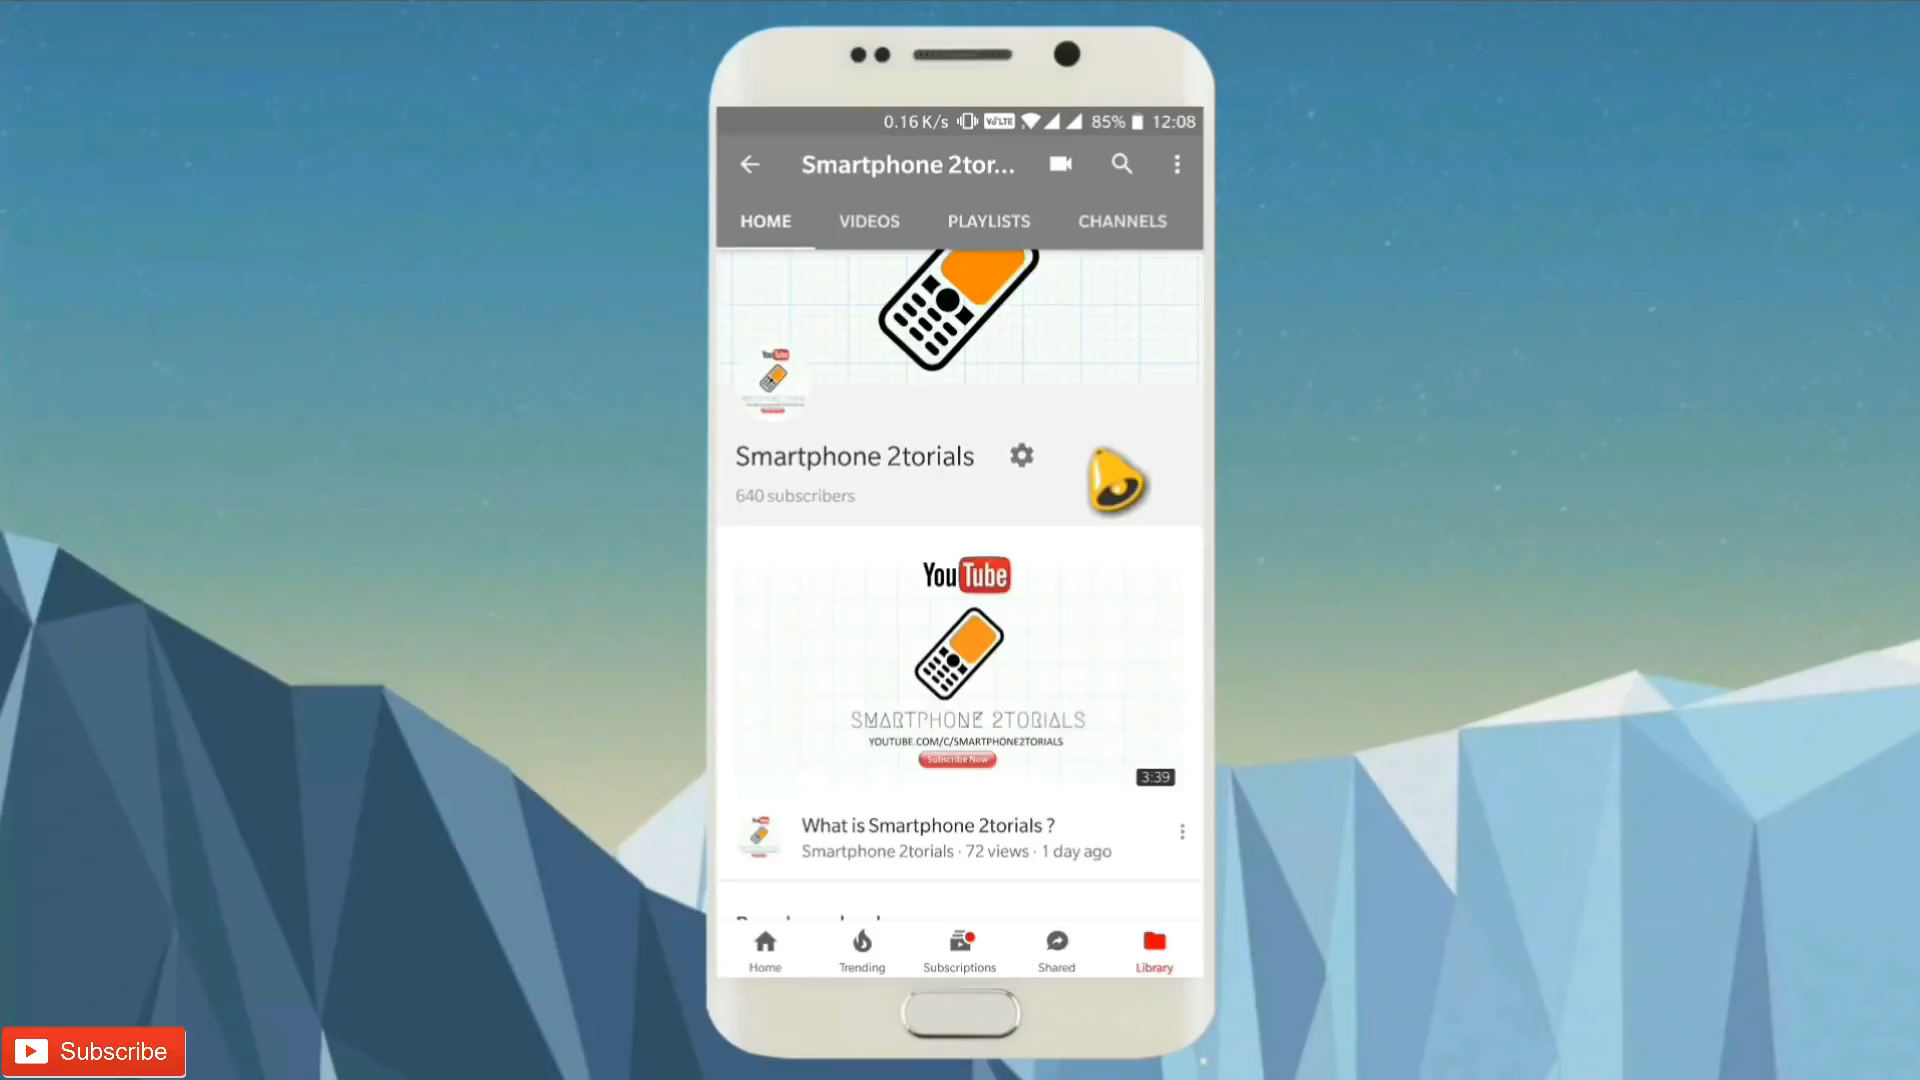 0.16 K/s VoLTE 85% 12:08
Smartphone 2tor...
HOME VIDEOS PLAYLISTS CHANNELS
YouTube
Smartphone 2torials
640 subscribers
YouTube
SMARTPHONE 2TORIALS
YOUTUBE.COM/C/SMARTPHONE2TORIALS
Subscribe Now
3:39
What is Smartphone 2torials ?
Smartphone 2torials · 72 views · 1 day ago
Home Trending Subscriptions Shared Library
Subscribe